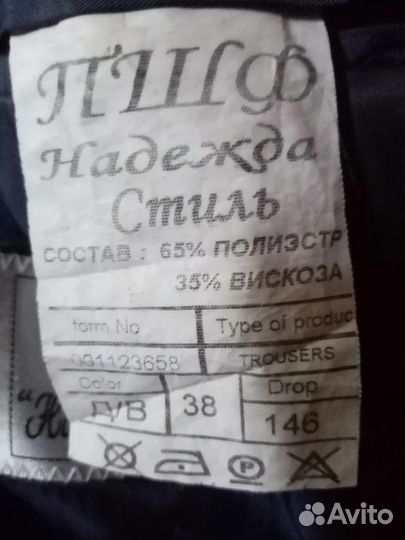 ПШФ
Надежда
Стиль
СОСТАВ : 65% ПОЛИЭСТР
35% ВИСКОЗА
form No Type of produc
001123658 TROUSERS
Color 38 Drop
146
P
Avito